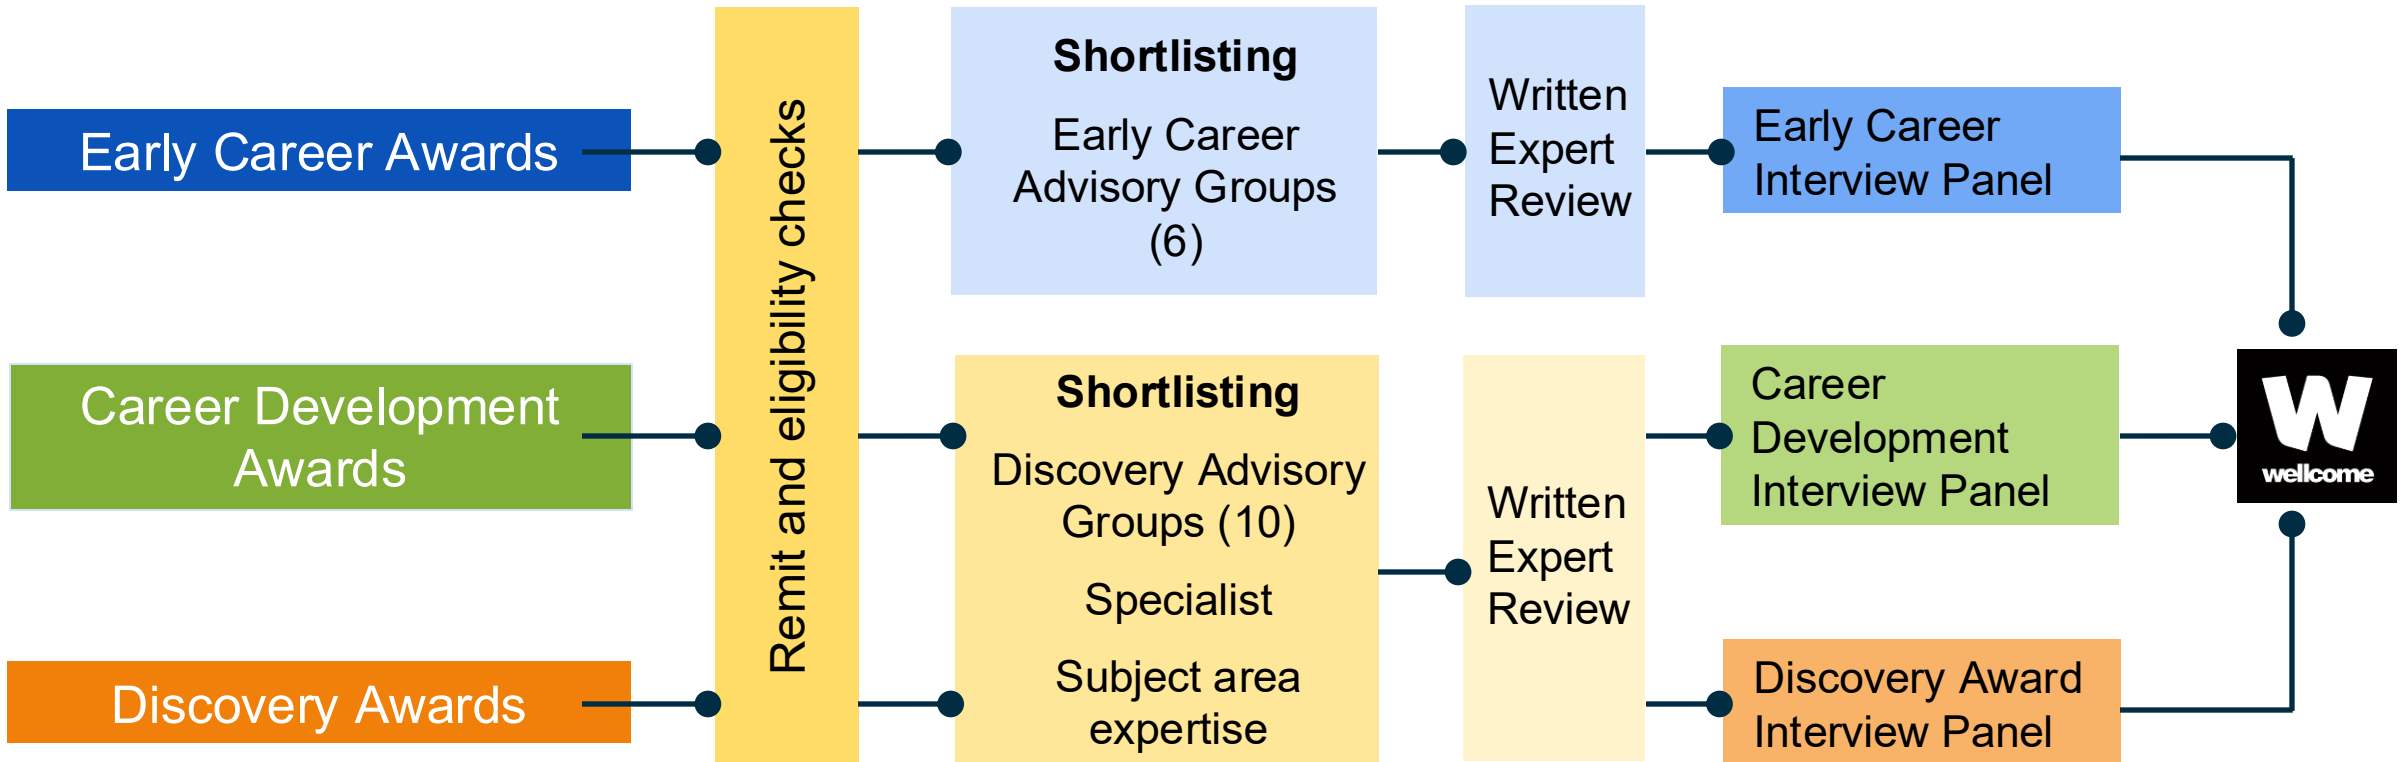 Early Career Awards
Career Development
Awards
Discovery Awards
Remit and eligibility checks
Shortlisting
Early Career
Advisory Groups
(6)
Shortlisting
Discovery Advisory
Groups (10)
Specialist
Subject area
expertise
Written
Expert
Review
Written
Expert
Review
Early Career
Interview Panel
Career
Development
Interview Panel
Discovery Award
Interview Panel
W
wellcome